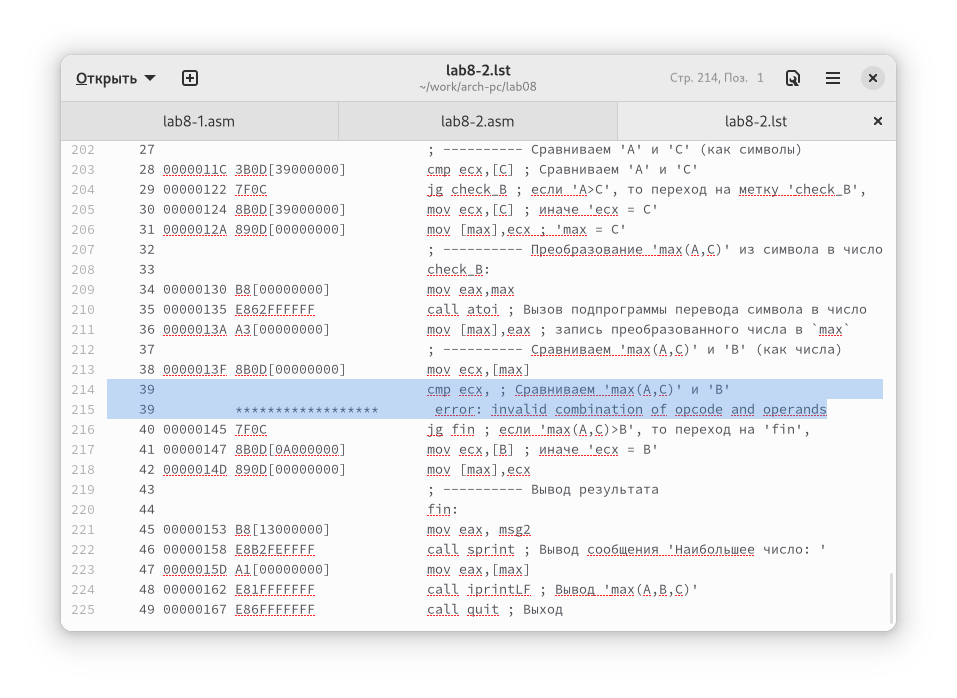 Открыть
lab8-2.lst
~/work/arch-pc/lab08
Стр. 214, Поз. 1
lab8-1.asm lab8-2.asm lab8-2.lst
202 27 ; ---------- Сравниваем 'A' и 'C' (как символы)
203 28 0000011C 3B0D[39000000] cmp ecx,[C] ; Сравниваем 'A' и 'C'
204 29 00000122 7F0C jg check_B ; если 'A>C', то переход на метку 'check_B',
205 30 00000124 8B0D[39000000] mov ecx,[C] ; иначе 'ecx = C'
206 31 0000012A 890D[00000000] mov [max],ecx ; 'max = C'
207 32 ; ---------- Преобразование 'max(A,C)' из символа в число
208 33 check_B:
209 34 00000130 B8[00000000] mov eax,max
210 35 00000135 E862FFFFFF call atoi ; Вызов подпрограммы перевода символа в число
211 36 0000013A A3[00000000] mov [max],eax ; запись преобразованного числа в `max`
212 37 ; ---------- Сравниваем 'max(A,C)' и 'B' (как числа)
213 38 0000013F 8B0D[00000000] mov ecx,[max]
214 39 cmp ecx, ; Сравниваем 'max(A,C)' и 'B'
215 39 ****************** error: invalid combination of opcode and operands
216 40 00000145 7F0C jg fin ; если 'max(A,C)>B', то переход на 'fin',
217 41 00000147 8B0D[0A000000] mov ecx,[B] ; иначе 'ecx = B'
218 42 0000014D 890D[00000000] mov [max],ecx
219 43 ; ---------- Вывод результата
220 44 fin:
221 45 00000153 B8[13000000] mov eax, msg2
222 46 00000158 E8B2FEFFFF call sprint ; Вывод сообщения 'Наибольшее число: '
223 47 0000015D A1[00000000] mov eax,[max]
224 48 00000162 E81FFFFFFF call iprintLF ; Вывод 'max(A,B,C)'
225 49 00000167 E86FFFFFFF call quit ; Выход